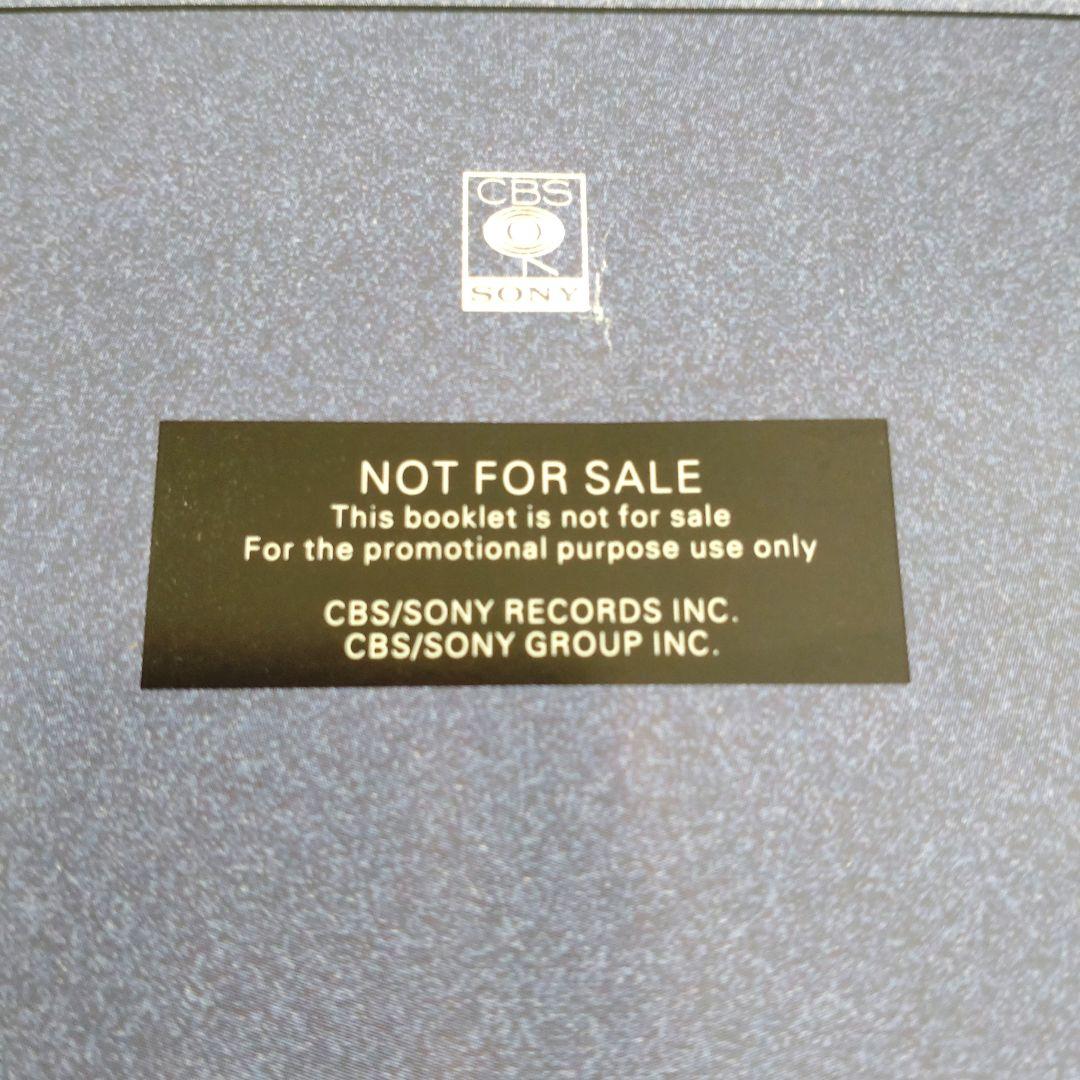 CBS
SONY
NOT FOR SALE
This booklet is not for sale
For the promotional purpose use only
CBS/SONY RECORDS INC.
CBS/SONY GROUP INC.